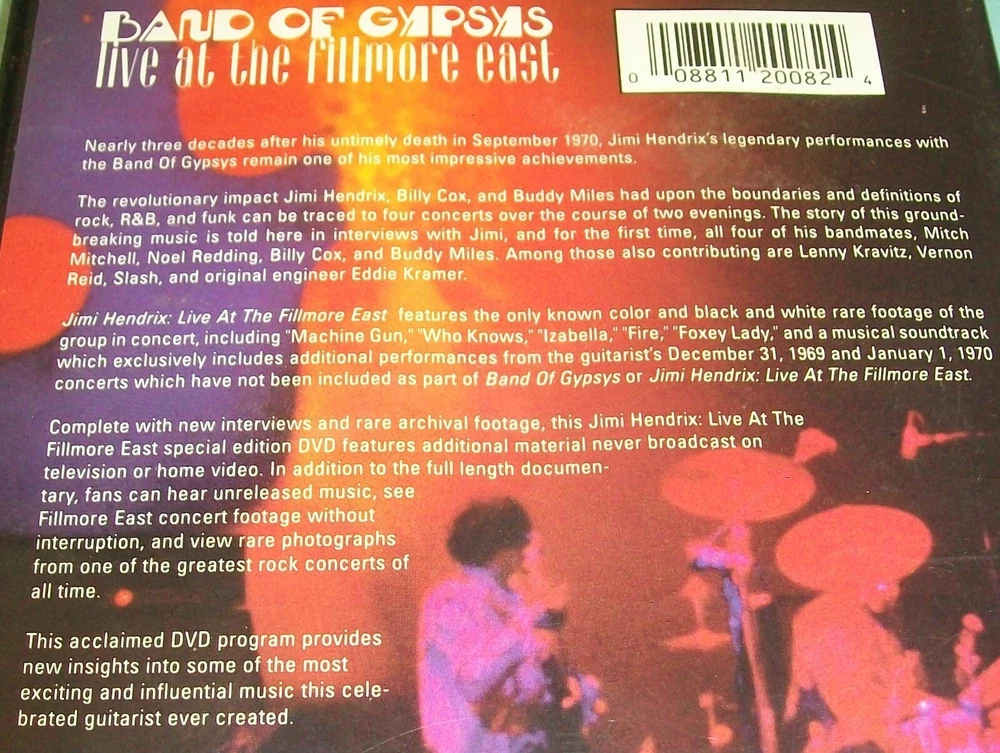 BAND OF GYPSYS
live at the fillmore east
0 08811 20082 4
Nearly three decades after his untimely death in September 1970, Jimi Hendrix's legendary performances with
the Band Of Gypsys remain one of his most impressive achievements.
The revolutionary impact Jimi Hendrix, Billy Cox, and Buddy Miles had upon the boundaries and definitions of
rock, R&B, and funk can be traced to four concerts over the course of two evenings. The story of this ground-
breaking music is told here in interviews with Jimi, and for the first time, all four of his bandmates, Mitch
Mitchell, Noel Redding, Billy Cox, and Buddy Miles. Among those also contributing are Lenny Kravitz, Vernon
Reid, Slash, and original engineer Eddie Kramer.
Jimi Hendrix: Live At The Fillmore East features the only known color and black and white rare footage of the
group in concert, including "Machine Gun," "Who Knows," "Izabella," "Fire," "Foxey Lady," and a musical soundtrack
which exclusively includes additional performances from the guitarist's December 31, 1969 and January 1, 1970
concerts which have not been included as part of Band Of Gypsys or Jimi Hendrix: Live At The Fillmore East.
Complete with new interviews and rare archival footage, this Jimi Hendrix: Live At The
Fillmore East special edition DVD features additional material never broadcast on
television or home video. In addition to the full length documen-
tary, fans can hear unreleased music, see
Fillmore East concert footage without
interruption, and view rare photographs
from one of the greatest rock concerts of
all time.
This acclaimed DVD program provides
new insights into some of the most
exciting and influential music this cele-
brated guitarist ever created.